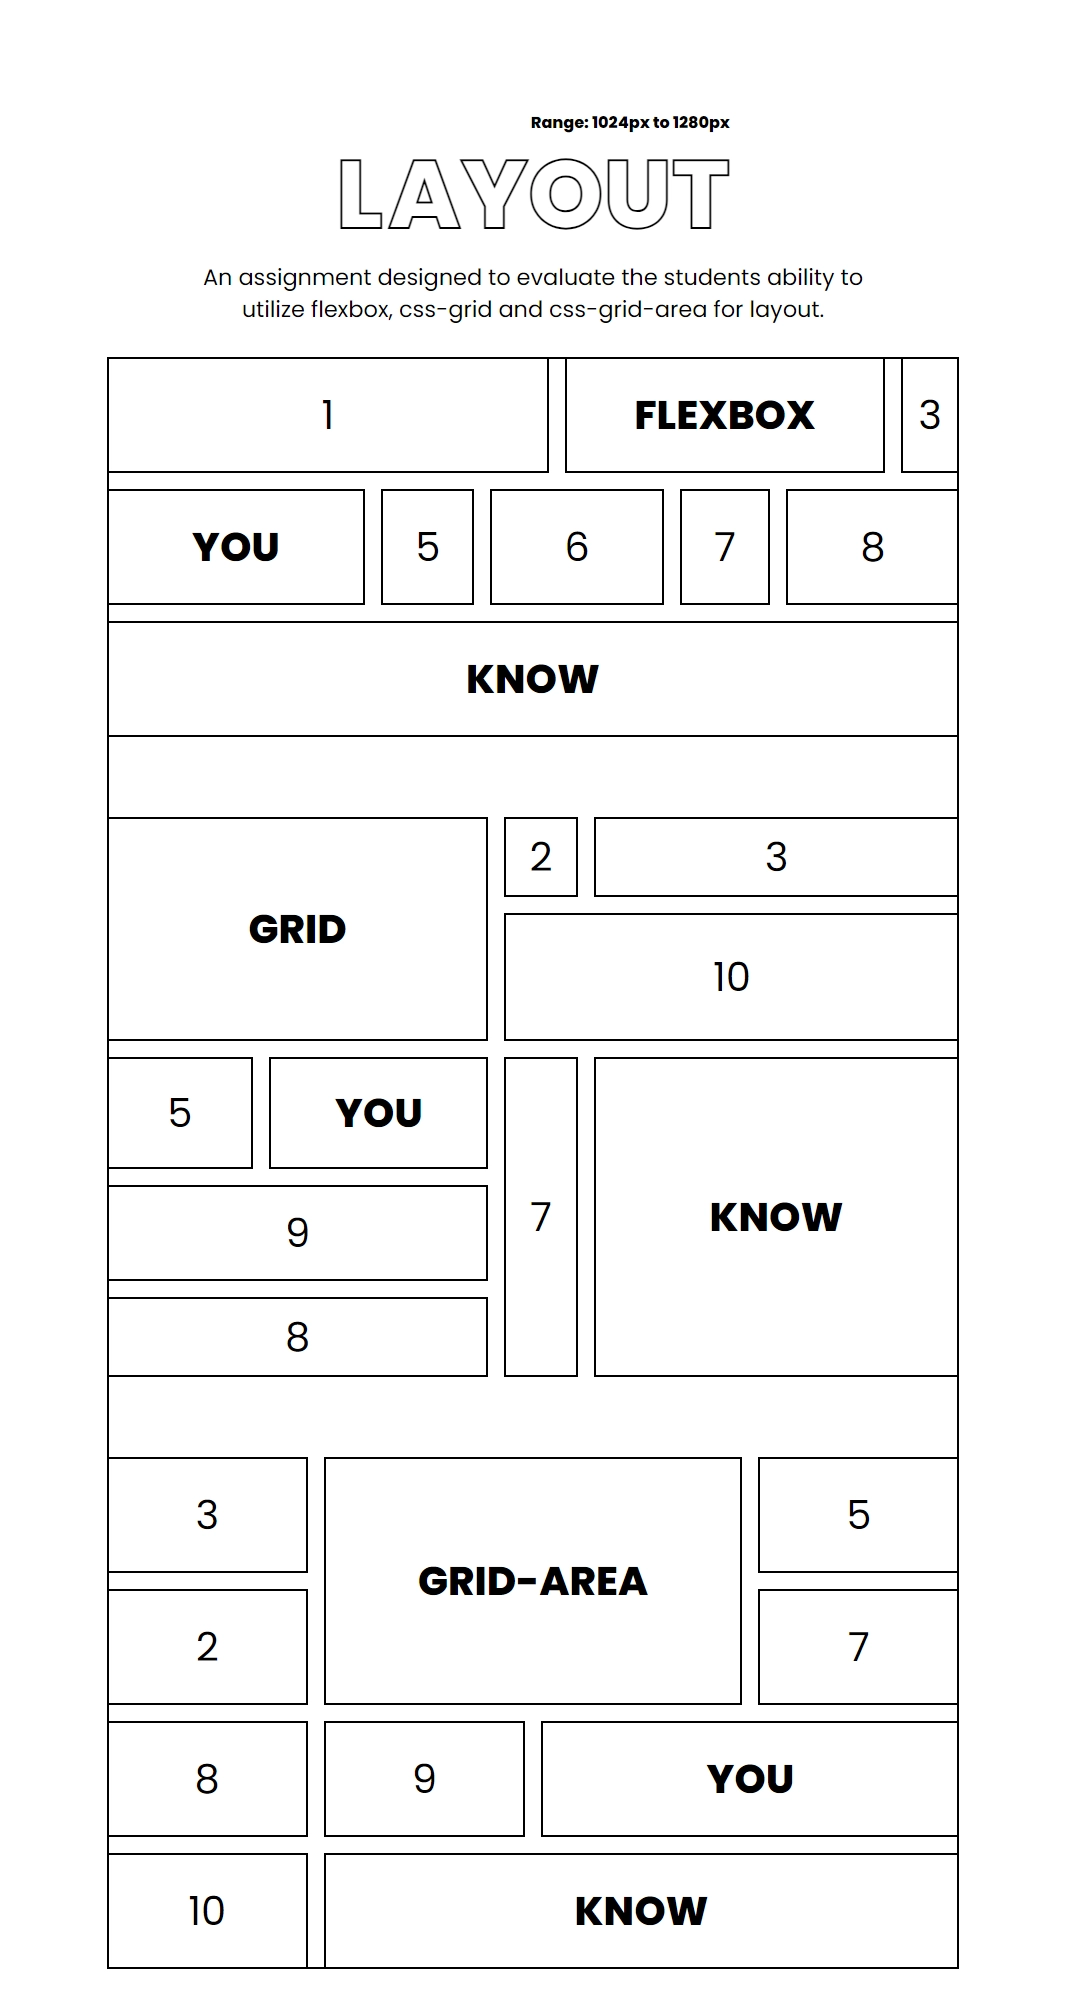 Range: 1024px to 1280px
LAYOUT
An assignment designed to evaluate the students ability to
utilize flexbox, css-grid and css-grid-area for layout.
1
FLEXBOX
3
YOU
5
6
7
8
KNOW
GRID
2
3
10
5
YOU
7
KNOW
9
8
3
GRID-AREA
5
2
7
8
9
YOU
10
KNOW